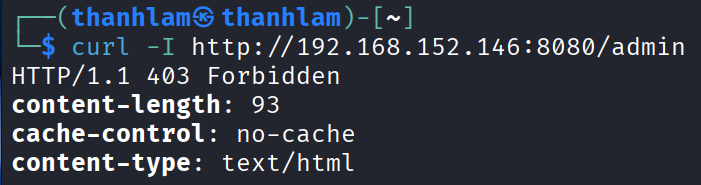 ┌──(thanhlam㉿thanhlam)-[~]
└─$ curl -I http://192.168.152.146:8080/admin
HTTP/1.1 403 Forbidden
content-length: 93
cache-control: no-cache
content-type: text/html